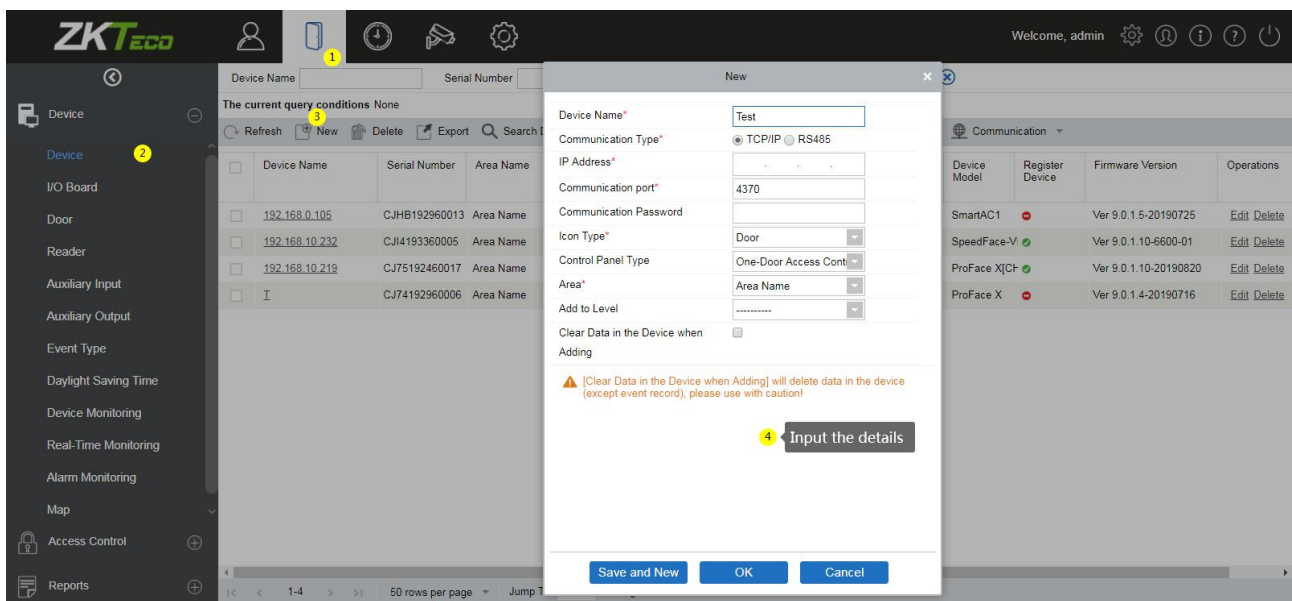 ZKTeco
Welcome, admin
1
Device Name
Serial Number
The current query conditions None
3
Refresh New Delete Export Search
Communication
Device
Device
2
I/O Board
Door
Reader
Auxiliary Input
Auxiliary Output
Event Type
Daylight Saving Time
Device Monitoring
Real-Time Monitoring
Alarm Monitoring
Map
Access Control
Reports
Device Name Serial Number Area Name Device Model Register Device Firmware Version Operations
192.168.0.105 CJHB192960013 Area Name SmartAC1 Ver 9.0.1.5-20190725 Edit Delete
192.168.10.232 CJI4193360005 Area Name SpeedFace-V Ver 9.0.1.10-6600-01 Edit Delete
192.168.10.219 CJ75192460017 Area Name ProFace X[CH Ver 9.0.1.10-20190820 Edit Delete
T CJ74192960006 Area Name ProFace X Ver 9.0.1.4-20190716 Edit Delete
New
Device Name* Test
Communication Type* TCP/IP RS485
IP Address* . . .
Communication port* 4370
Communication Password
Icon Type* Door
Control Panel Type One-Door Access Cont
Area* Area Name
Add to Level ----------
Clear Data in the Device when
Adding
[Clear Data in the Device when Adding] will delete data in the device
(except event record), please use with caution!
4 Input the details
Save and New OK Cancel
1-4 50 rows per page Jump T